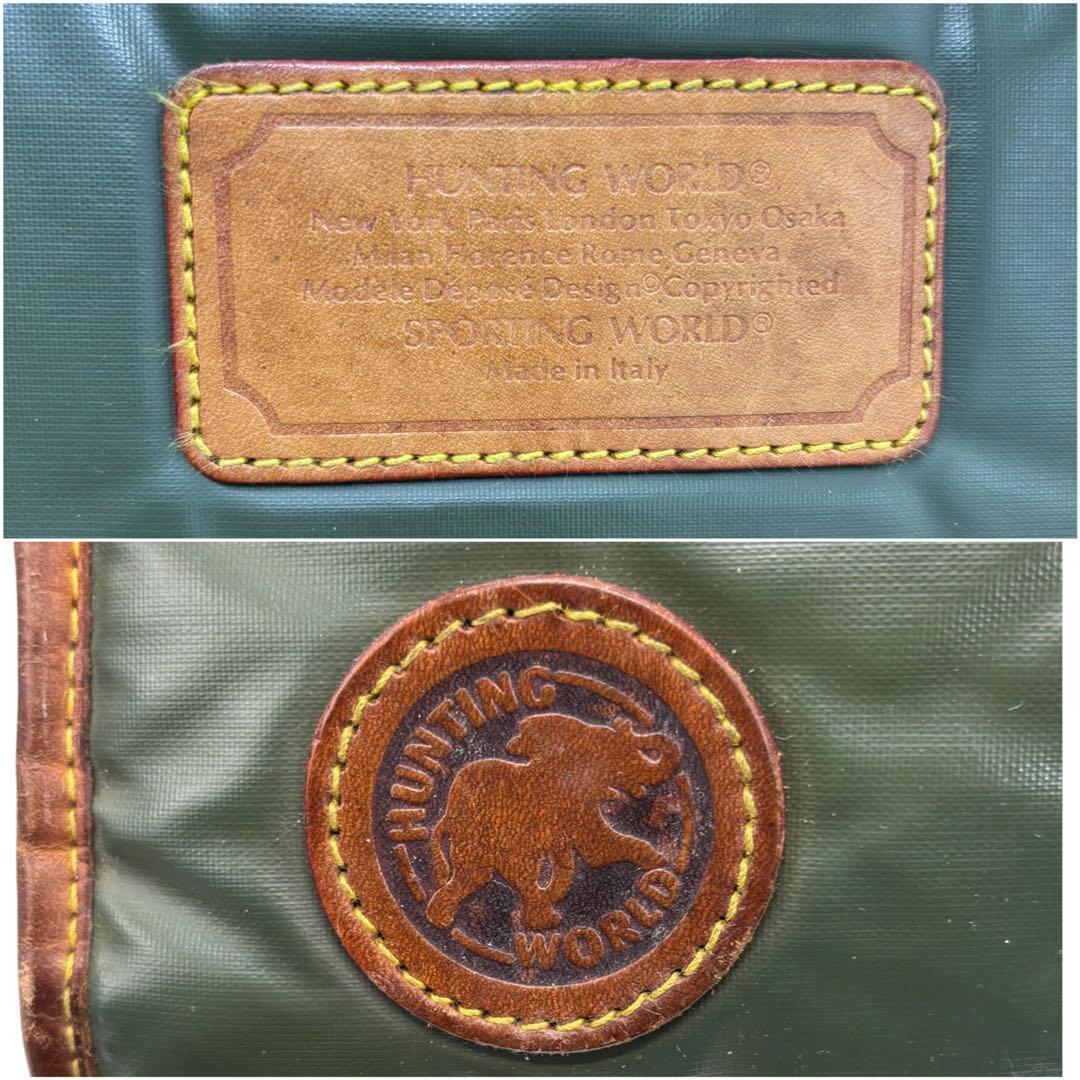 HUNTING WORLD®
New York Paris London Tokyo Osaka
Milan Florence Rome Geneva
Modèle Déposé Design©Copyrighted
SPORTING WORLD®
Made in Italy
HUNTING
WORLD